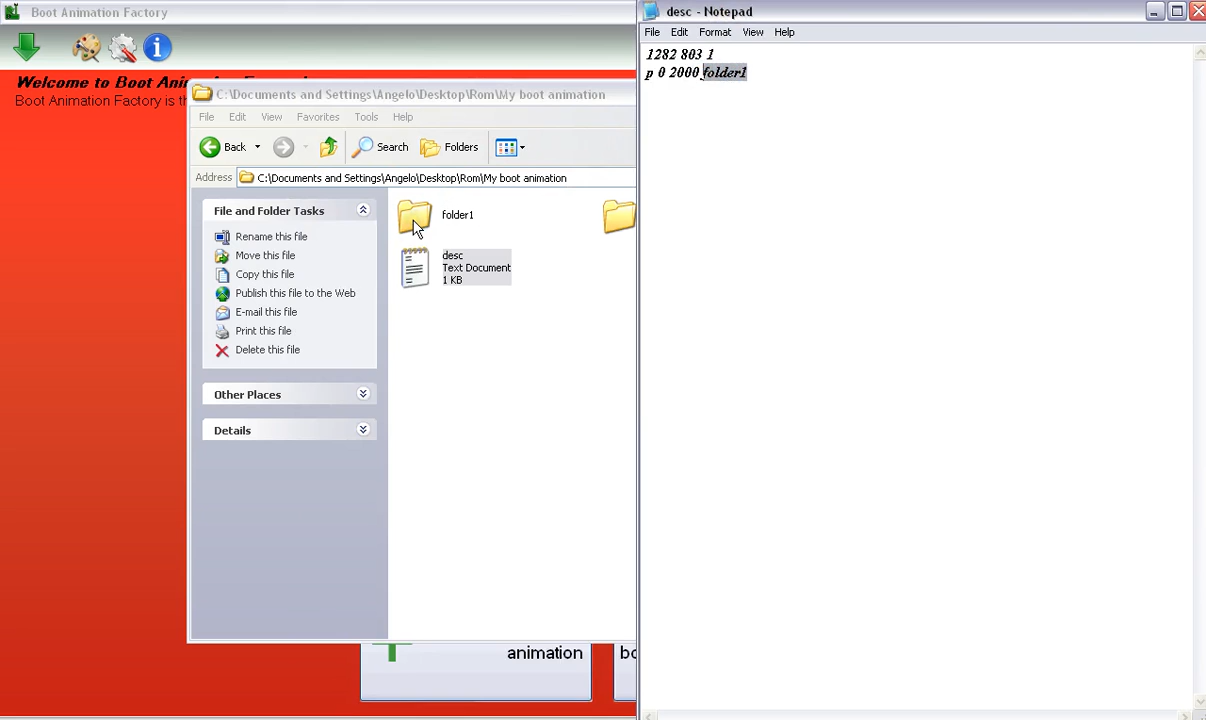 Boot Animation Factory
Welcome to Boot Ani
Boot Animation Factory is th
C:\Documents and Settings\Angelo\Desktop\Rom\My boot animation
File Edit View Favorites Tools Help
Back Search Folders
Address C:\Documents and Settings\Angelo\Desktop\Rom\My boot animation
File and Folder Tasks
Rename this file
Move this file
Copy this file
Publish this file to the Web
E-mail this file
Print this file
Delete this file
Other Places
Details
folder1
desc
Text Document
1 KB
animation
bo
desc - Notepad
File Edit Format View Help
1282 803 1
p 0 2000 folder1